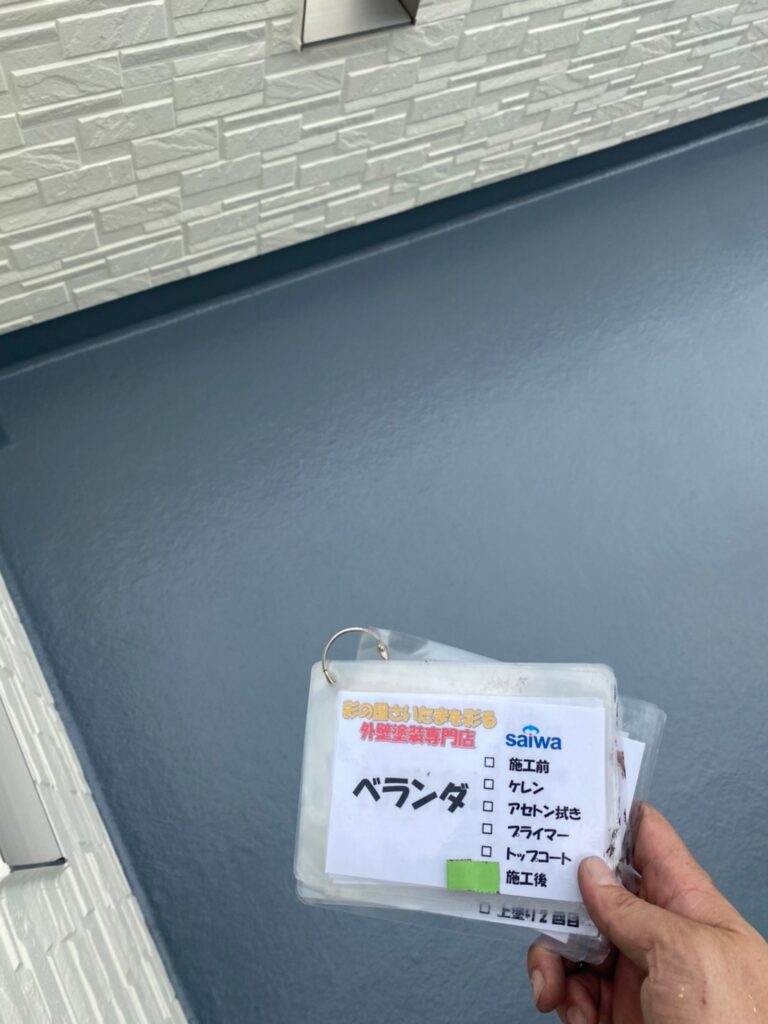 彩の国さいたまを彩る
外壁塗装専門店
saiwa
ベランダ
□ 施工前
□ ケレン
□ アセトン拭き
□ プライマー
□ トップコート
施工後
□ 上塗り2回目